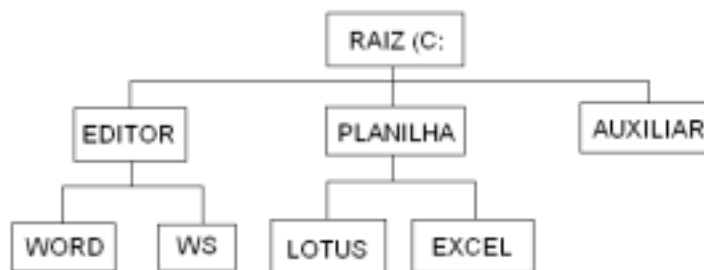 RAIZ (C:
EDITOR
PLANILHA
AUXILIAR
WORD
WS
LOTUS
EXCEL